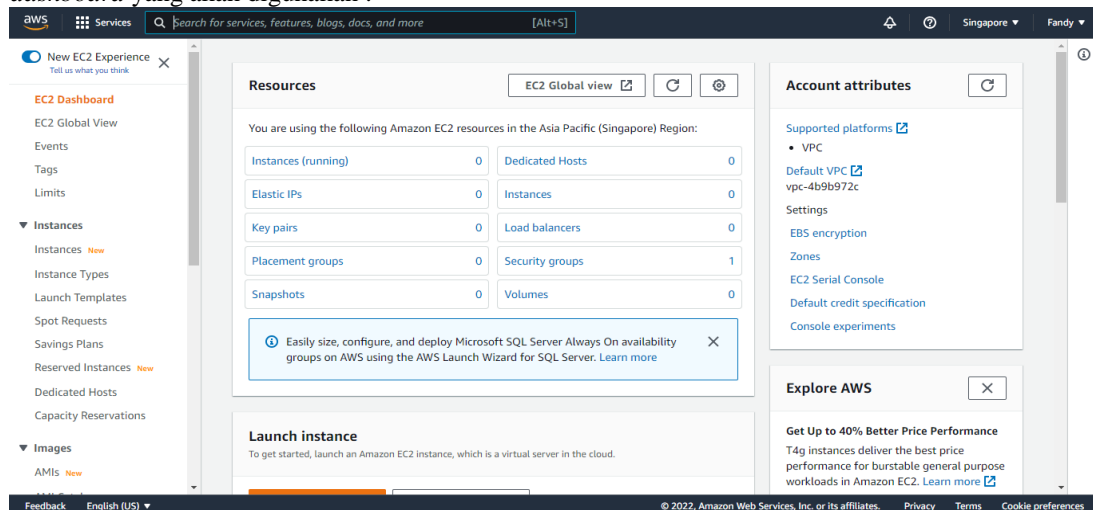 dashboard yang akan digunakan .
aws Services Search for services, features, blogs, docs, and more [Alt+S] Singapore Fandy
New EC2 Experience
Tell us what you think
EC2 Dashboard
EC2 Global View
Events
Tags
Limits
Instances
Instances New
Instance Types
Launch Templates
Spot Requests
Savings Plans
Reserved Instances New
Dedicated Hosts
Capacity Reservations
Images
AMIs New
Resources
EC2 Global view
You are using the following Amazon EC2 resources in the Asia Pacific (Singapore) Region:
Instances (running) 0 Dedicated Hosts 0
Elastic IPs 0 Instances 0
Key pairs 0 Load balancers 0
Placement groups 0 Security groups 1
Snapshots 0 Volumes 0
Easily size, configure, and deploy Microsoft SQL Server Always On availability
groups on AWS using the AWS Launch Wizard for SQL Server. Learn more
Launch instance
To get started, launch an Amazon EC2 instance, which is a virtual server in the cloud.
Account attributes
Supported platforms
• VPC
Default VPC
vpc-4b9b972c
Settings
EBS encryption
Zones
EC2 Serial Console
Default credit specification
Console experiments
Explore AWS
Get Up to 40% Better Price Performance
T4g instances deliver the best price
performance for burstable general purpose
workloads in Amazon EC2. Learn more
Feedback English (US) © 2022, Amazon Web Services, Inc. or its affiliates. Privacy Terms Cookie preferences